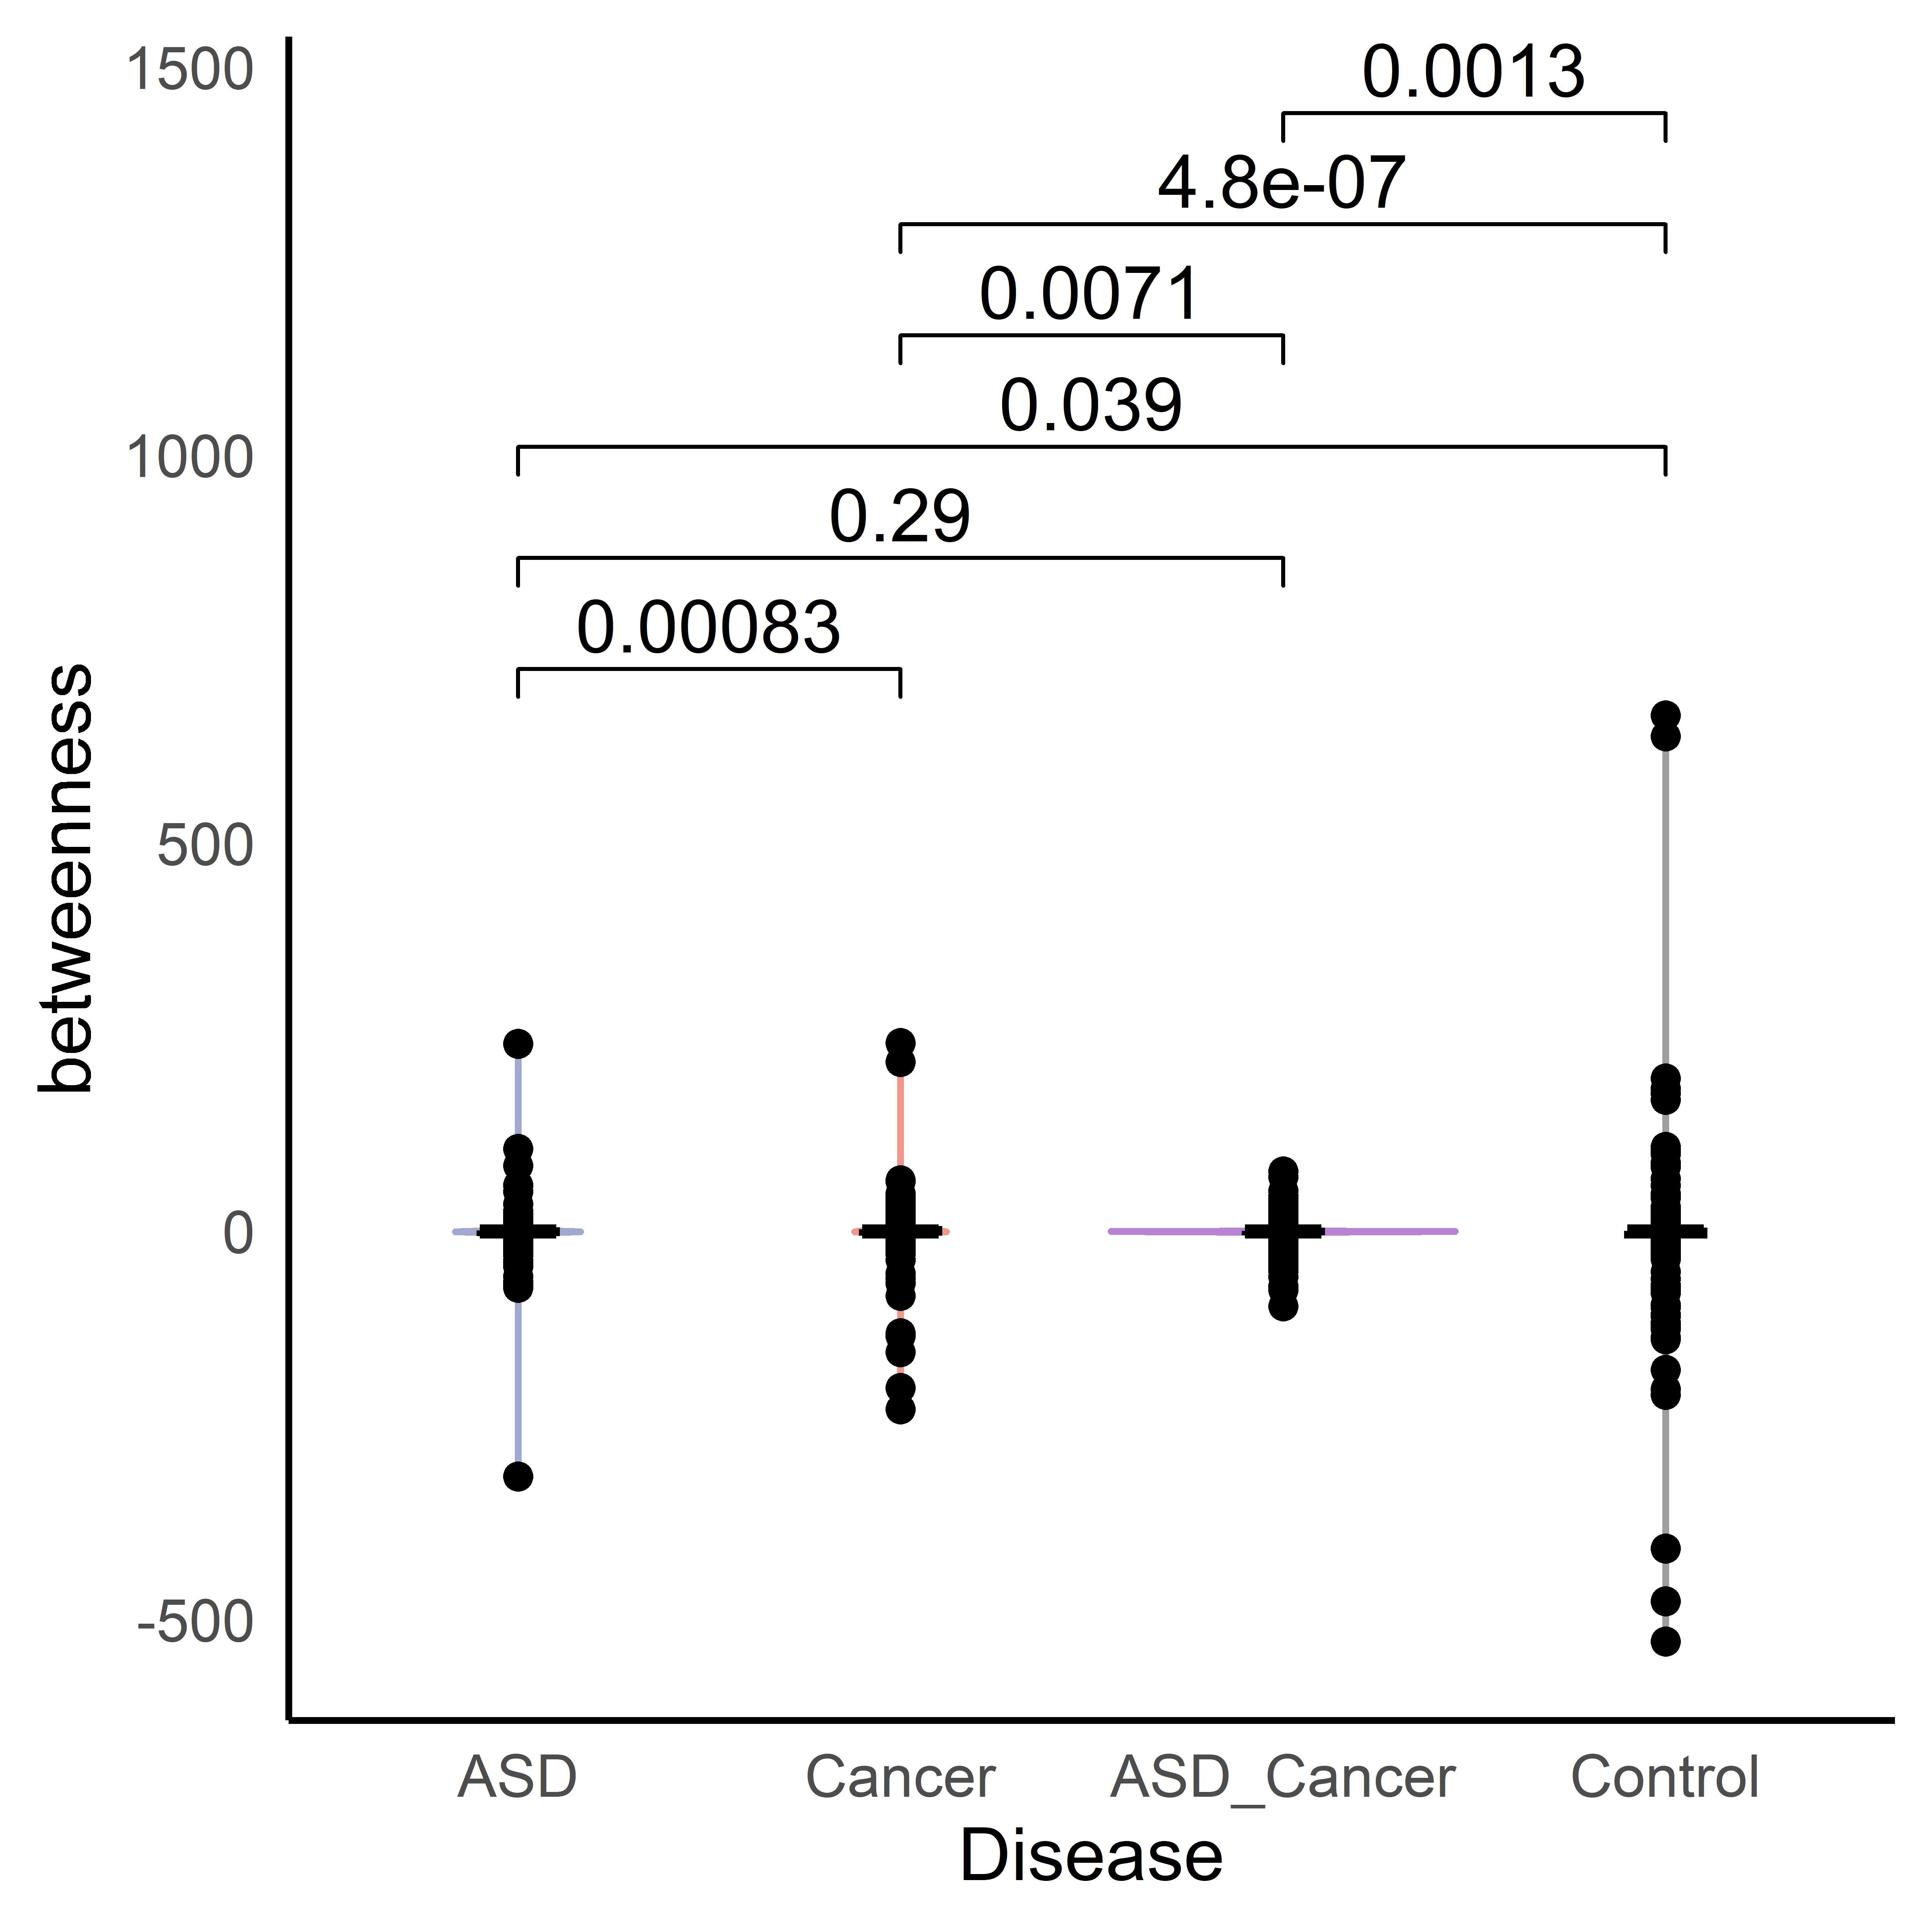 1500
1000
500
0
-500
betweenness
0.0013
4.8e-07
0.0071
0.039
0.29
0.00083
ASD
Cancer
ASD_Cancer
Control
Disease